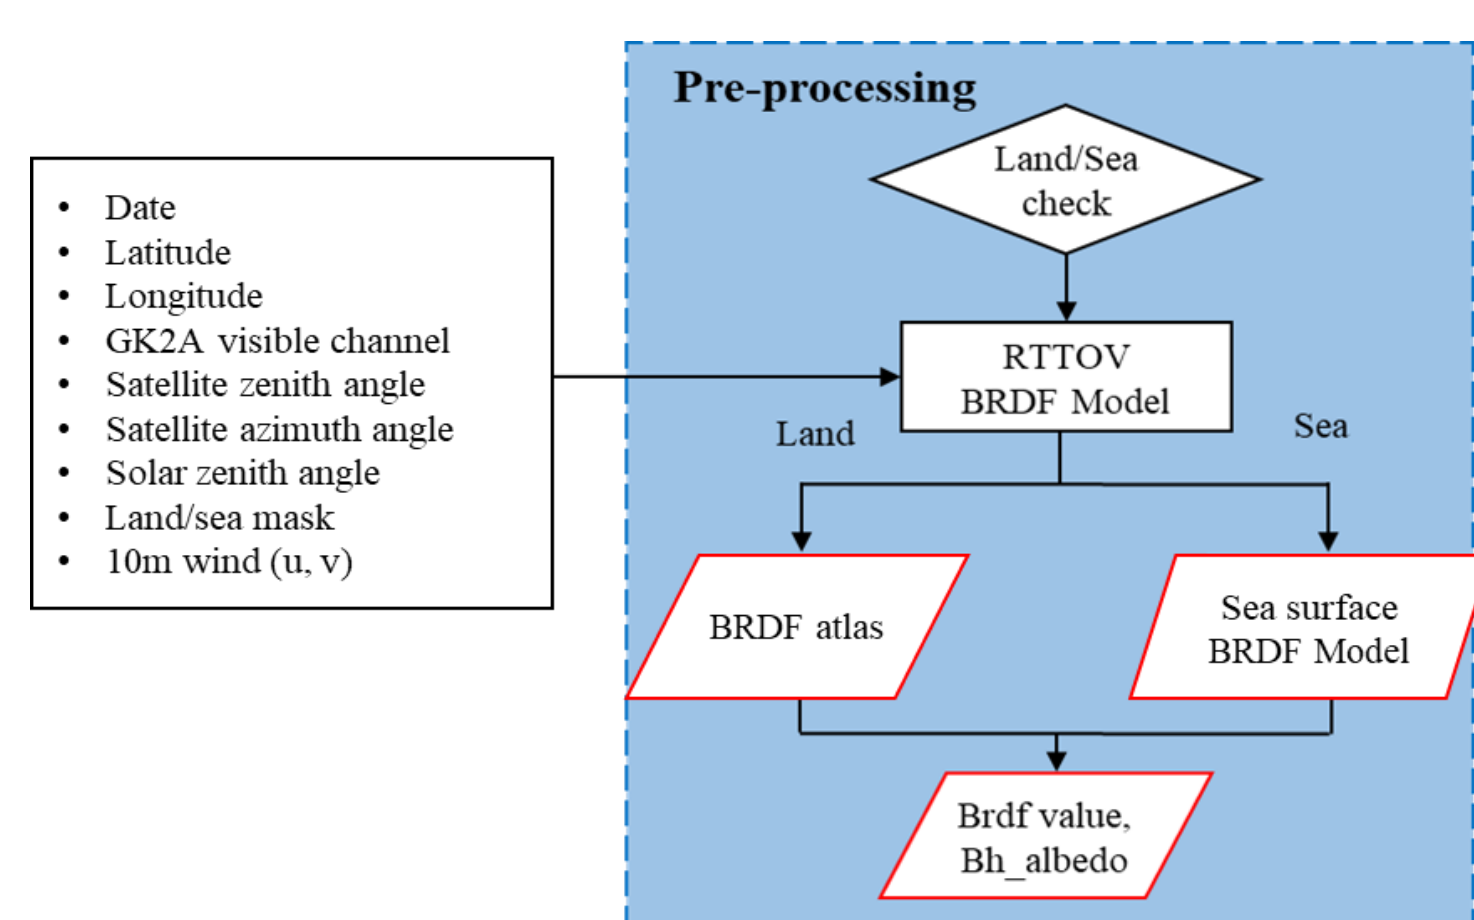 Pre-processing
Land/Sea
check
• Date
• Latitude
• Longitude
• GK2A visible channel
• Satellite zenith angle
• Satellite azimuth angle
• Solar zenith angle
• Land/sea mask
• 10m wind (u, v)
RTTOV
BRDF Model
Land
Sea
BRDF atlas
Sea surface
BRDF Model
Brdf value,
Bh_albedo